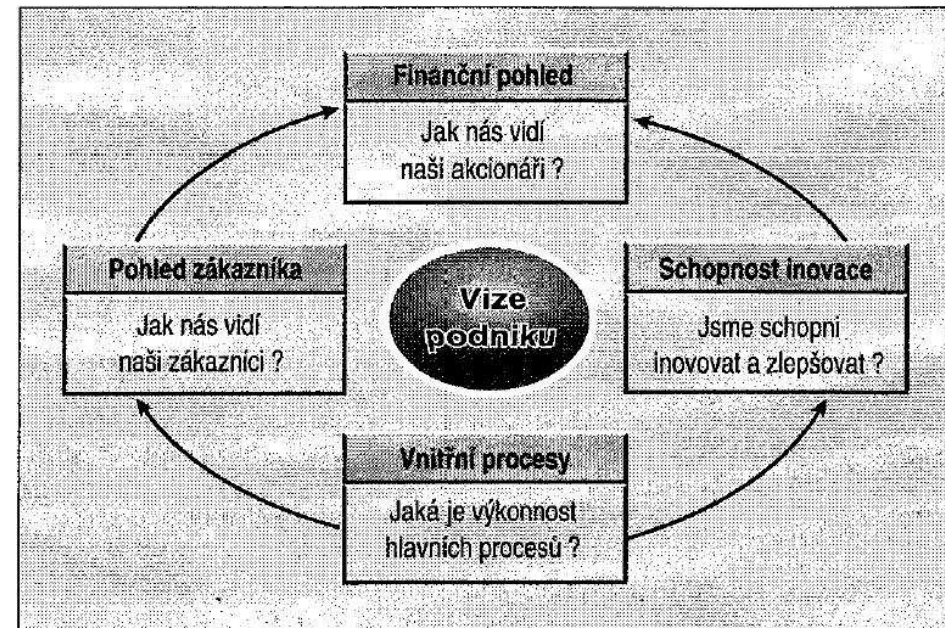 Finanční pohled
Jak nás vidí
naši akcionáři ?
Pohled zákazníka
Jak nás vidí
naši zákazníci ?
Vize
podniku
Schopnost inovace
Jsme schopni
inovovat a zlepšovat ?
Vnitřní procesy
Jaká je výkonnost
hlavních procesů ?